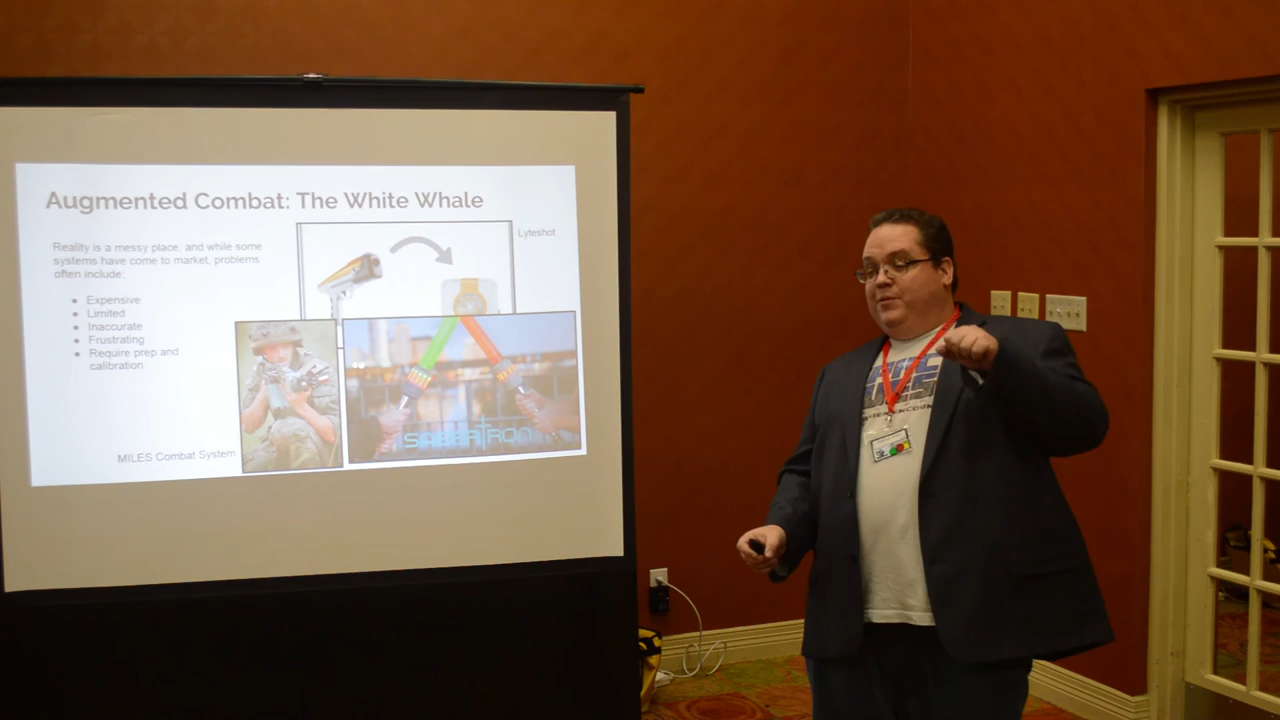 Augmented Combat: The White Whale
Reality is a messy place, and while some
systems have come to market, problems
often include:
● Expensive
● Limited
● Inaccurate
● Frustrating
● Require prep and
calibration
Lyteshot
SABERTRON
MILES Combat System